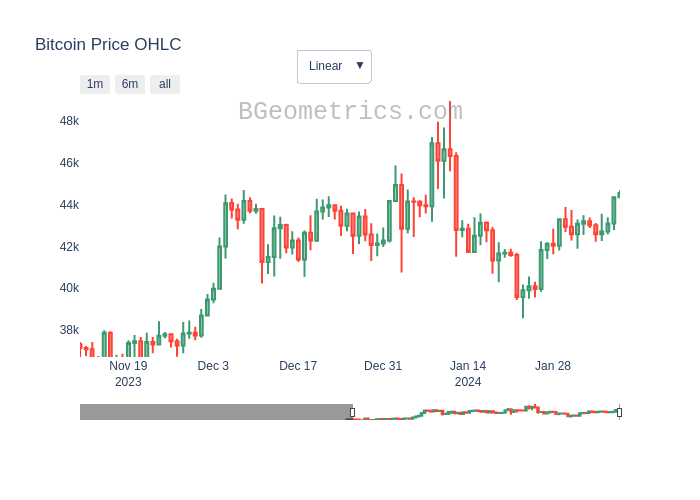 Bitcoin Price OHLC
Linear ▼
1m 6m all
BGeometrics.com
48k
46k
44k
42k
40k
38k
Nov 19 Dec 3 Dec 17 Dec 31 Jan 14 Jan 28
2023 2024